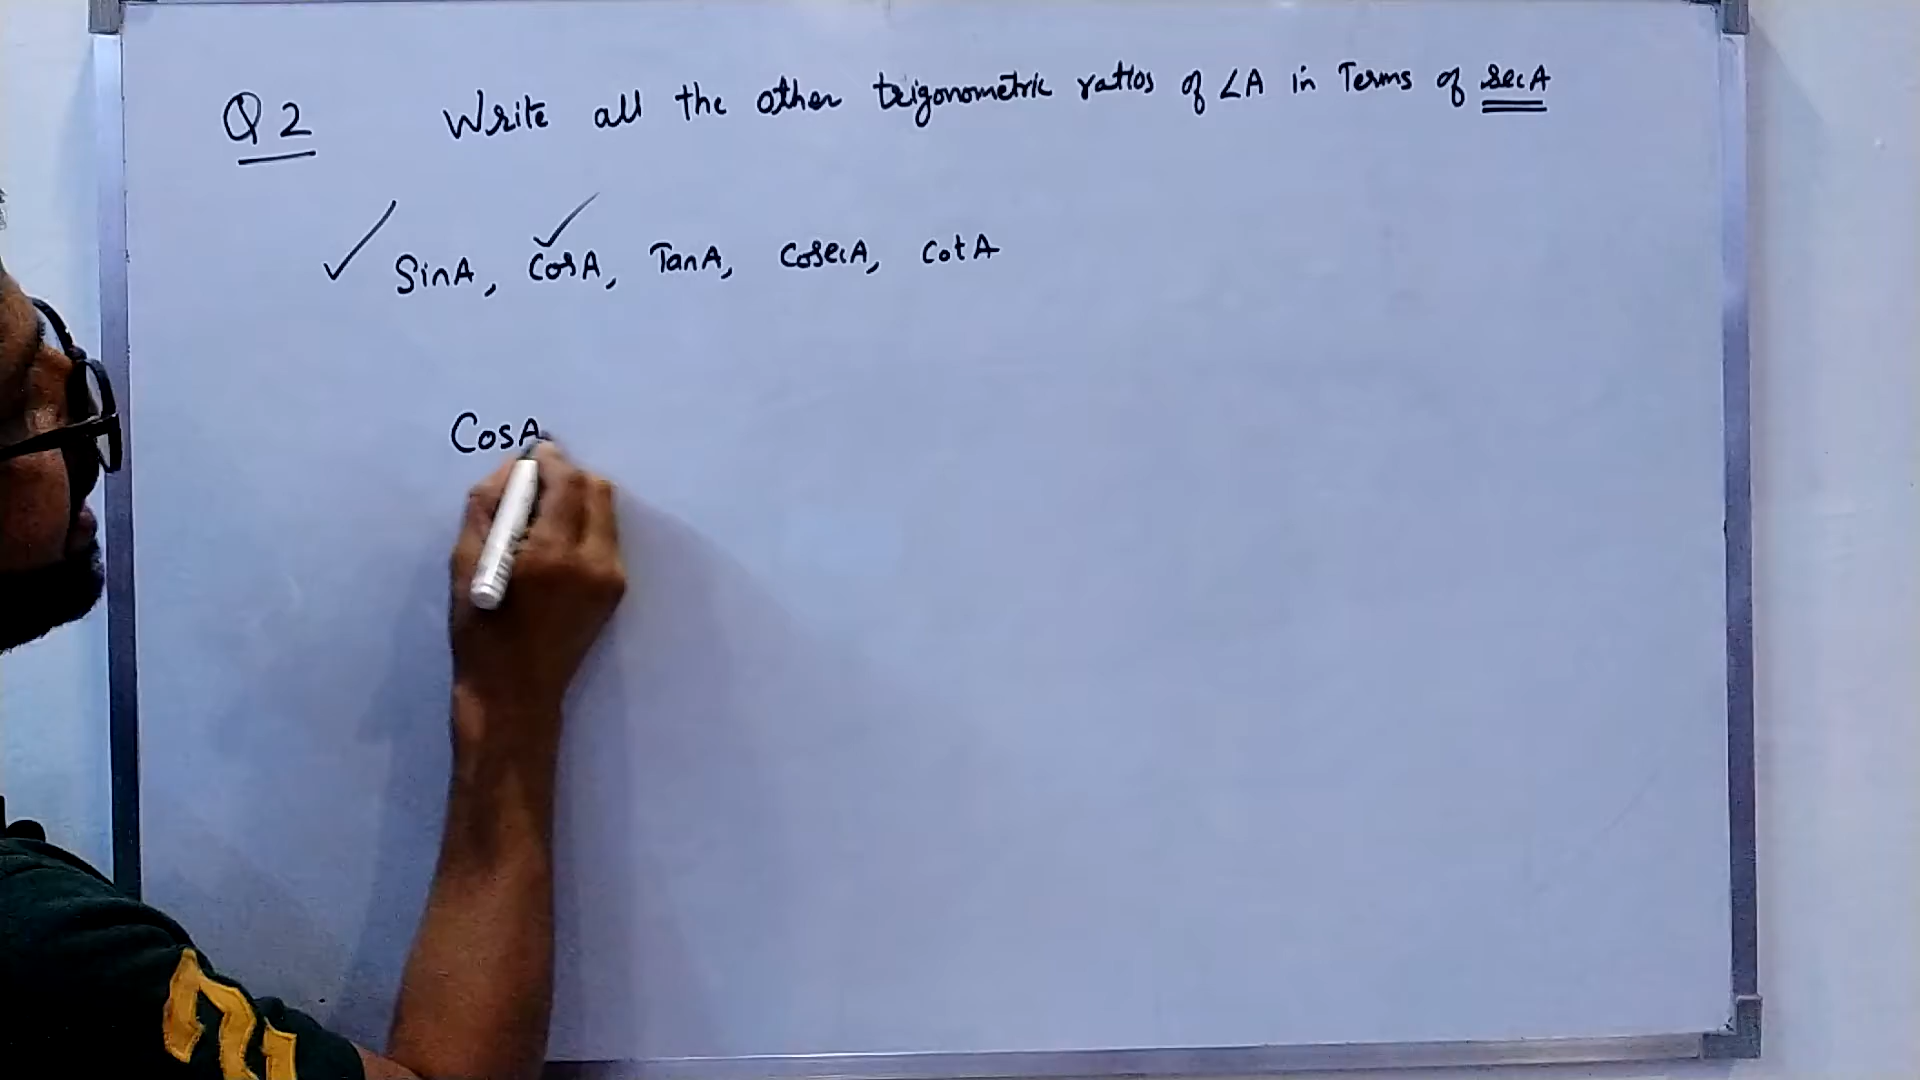 Q2 Write all the other trigonometric ratios of ∠A in Terms of secA
SinA, CosA, TanA, CosecA, CotA
CosA